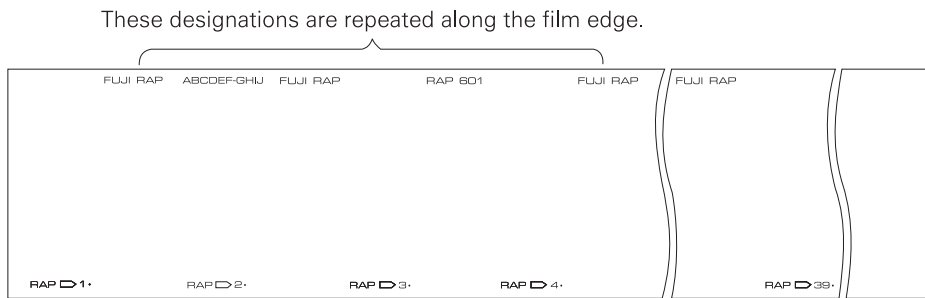 These designations are repeated along the film edge.
FUJI RAP ABCDEF-GHIJ FUJI RAP RAP 601 FUJI RAP FUJI RAP
RAP 1· RAP 2· RAP 3· RAP 4· RAP 39·